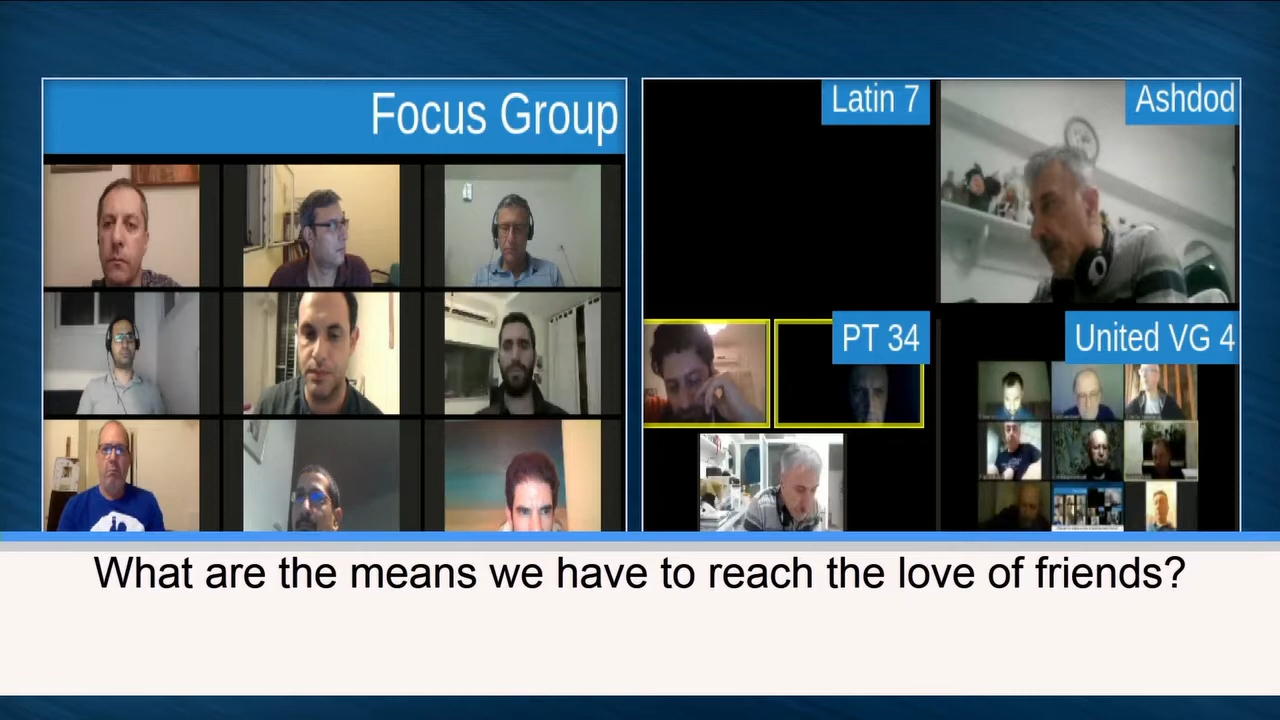 Focus Group
Latin 7
Ashdod
PT 34
United VG 4
What are the means we have to reach the love of friends?